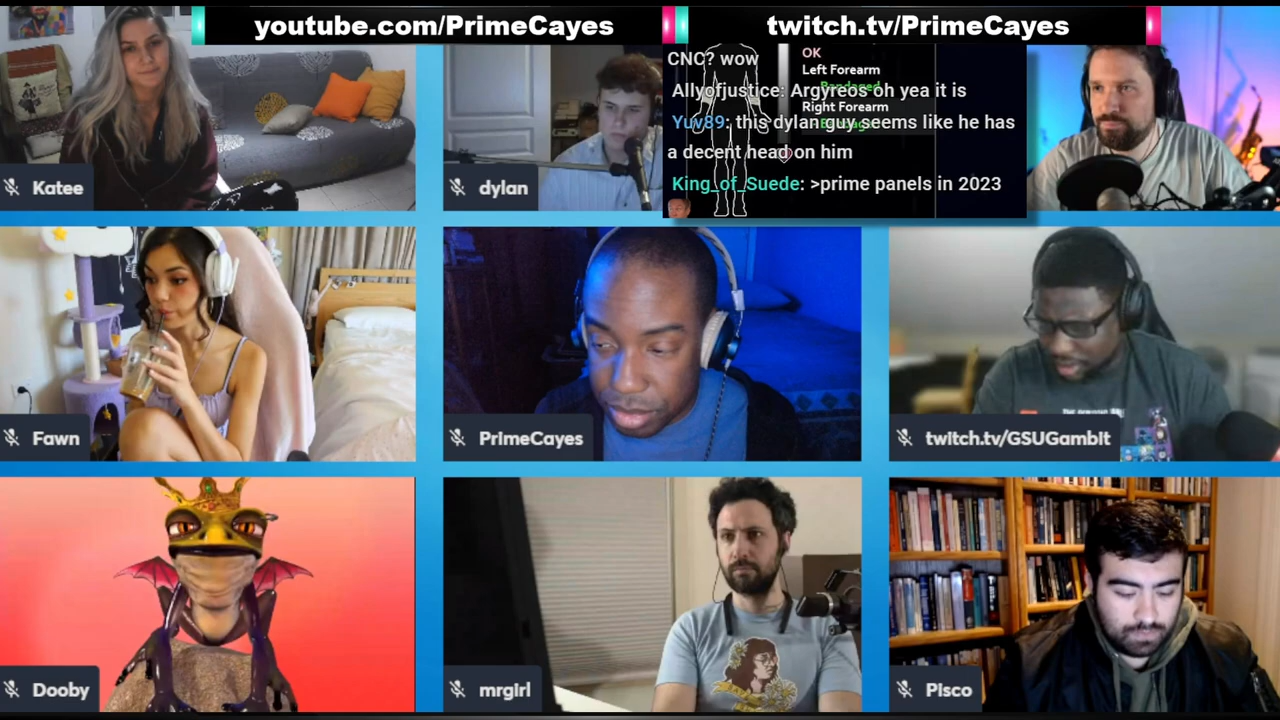 youtube.com/PrimeCayes
twitch.tv/PrimeCayes
CNC? wow
OK
Left Forearm
Bandaged
Allyofjustice: Argyreos oh yea it is
Right Forearm
Yuv89: this dylan guy seems like he has
a decent head on him
King_of_Suede: >prime panels in 2023
Katee
dylan
Fawn
PrimeCayes
twitch.tv/GSUGambit
Dooby
mrgirl
Pisco